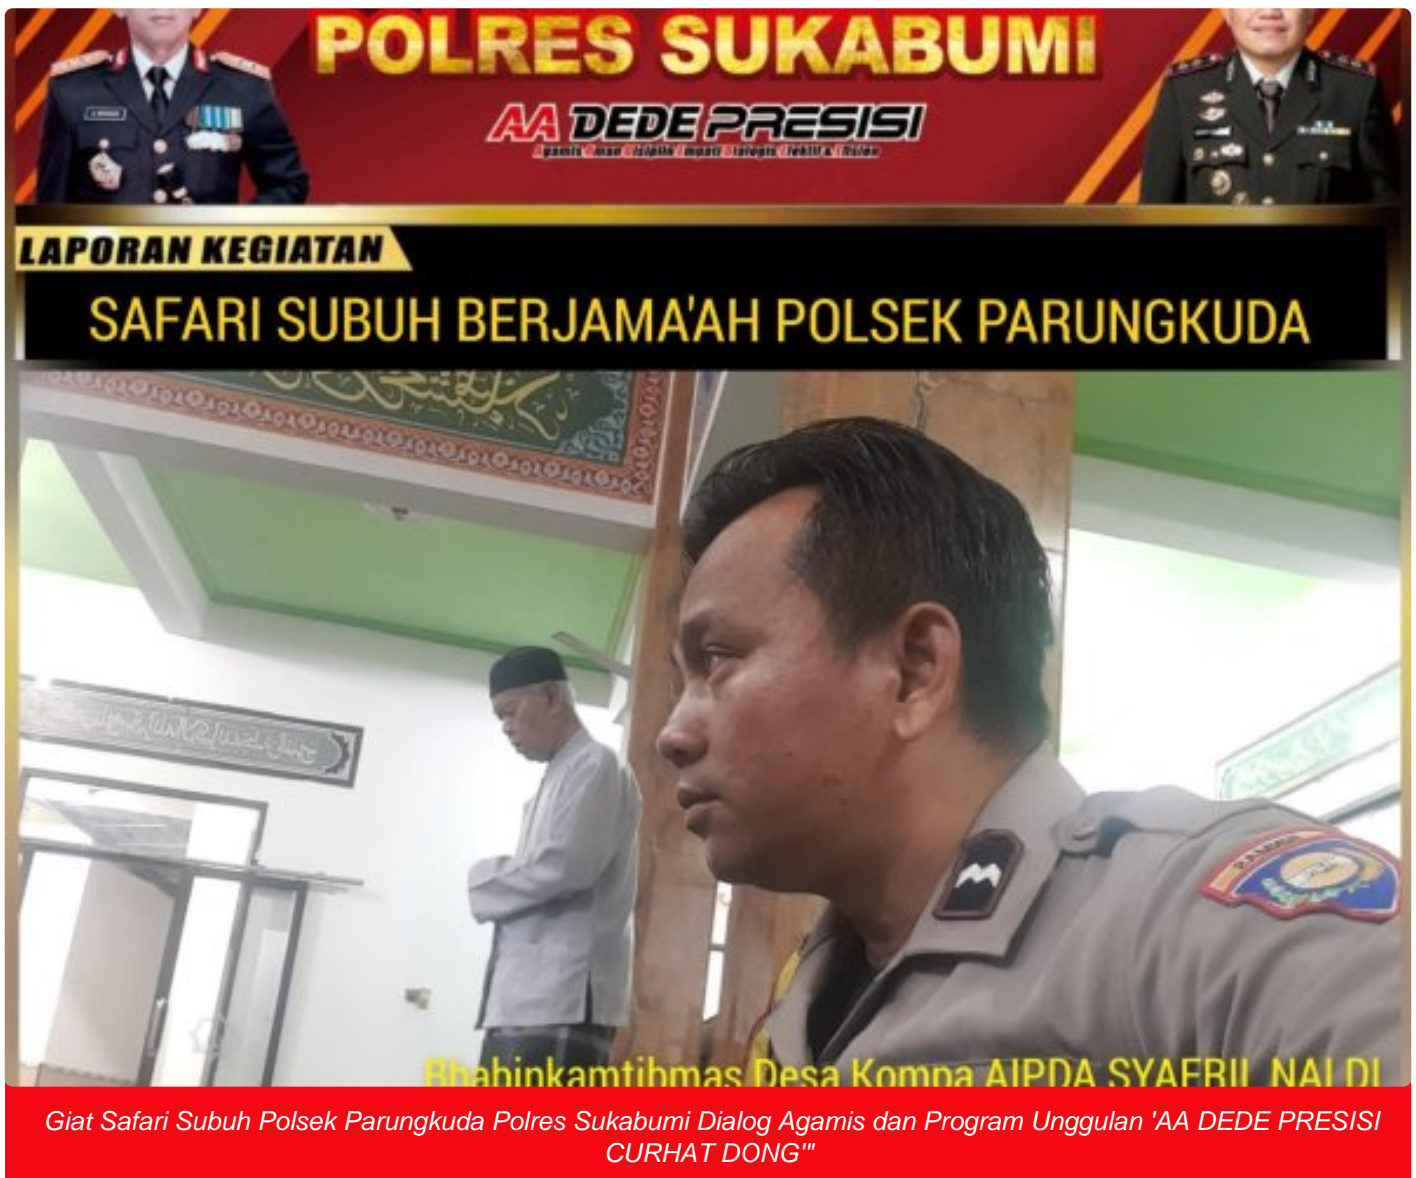 POLRES SUKABUMI
AA DEDE PRESISI
LAPORAN KEGIATAN
SAFARI SUBUH BERJAMA'AH POLSEK PARUNGKUDA
Bhabinkamtibmas Desa Kompa AIPDA SYAFRIL NALDI
Giat Safari Subuh Polsek Parungkuda Polres Sukabumi Dialog Agamis dan Program Unggulan 'AA DEDE PRESISI
CURHAT DONG'"